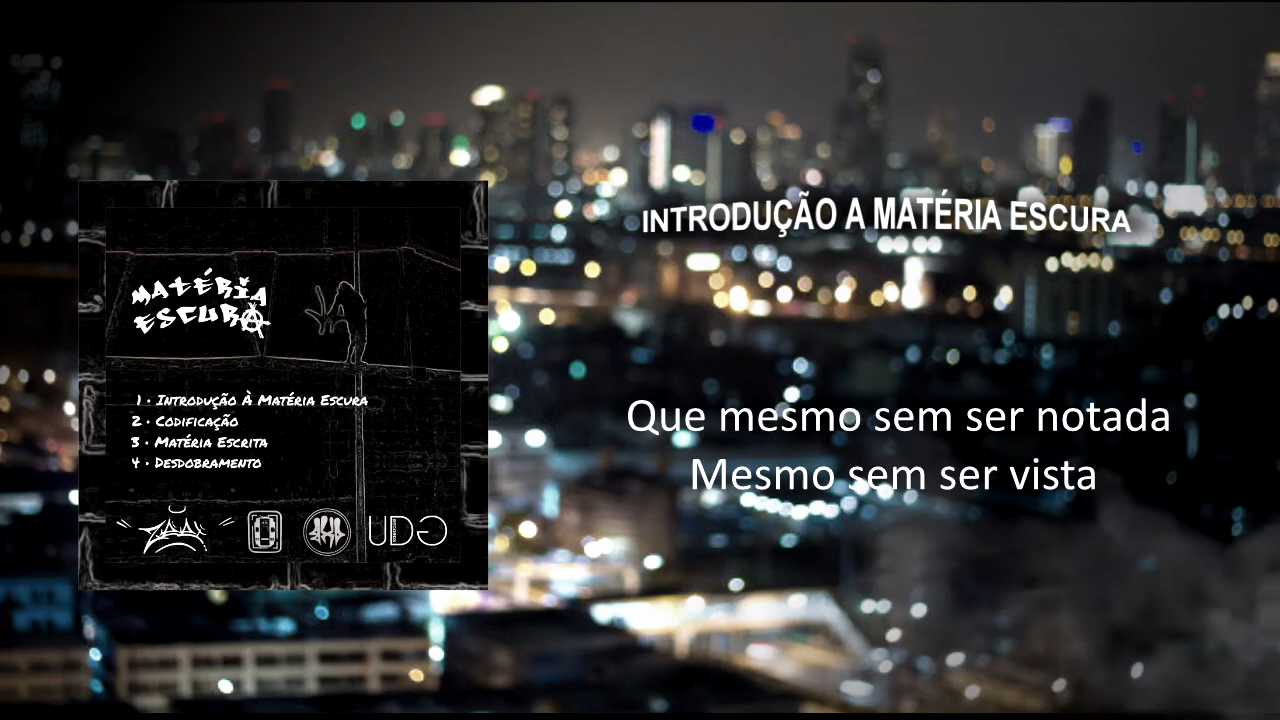 INTRODUÇÃO A MATÉRIA ESCURA
MATÉRIA
ESCURA
1 · Introdução À Matéria Escura
2 · Codificação
3 · Matéria Escrita
4 · Desdobramento
UDG
Que mesmo sem ser notada
Mesmo sem ser vista